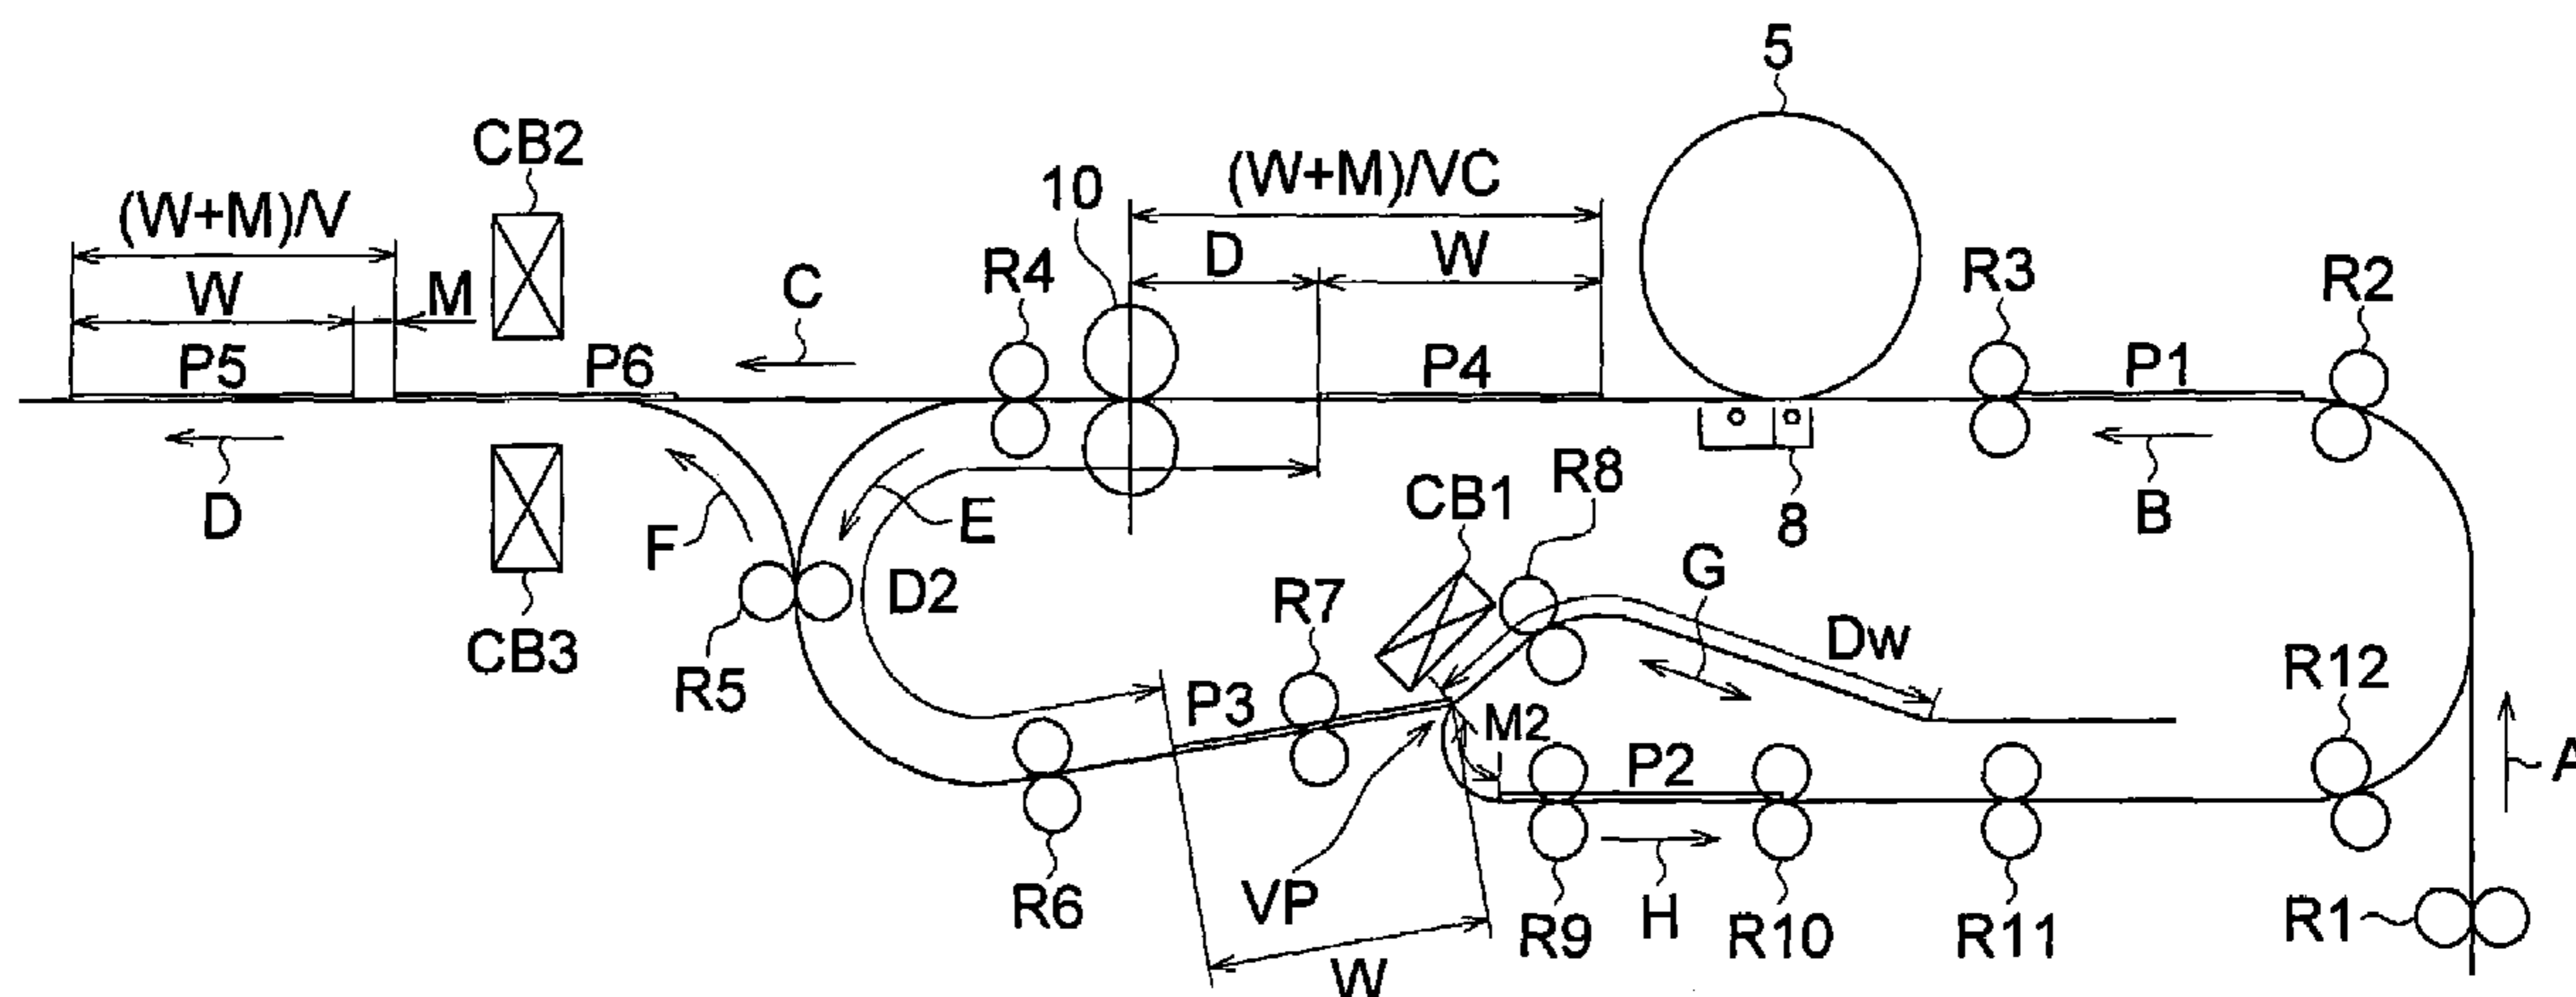 5
CB2
(W+M)/VC
10
(W+M)/V
D
W
R4
R3
R2
W
M
C
P5
P6
P4
P1
D
F
E
CB1
R8
8
B
CB3
R5
D2
R7
G
Dw
R12
P3
M2
P2
A
R6
VP
R9
H
R10
R11
R1
W